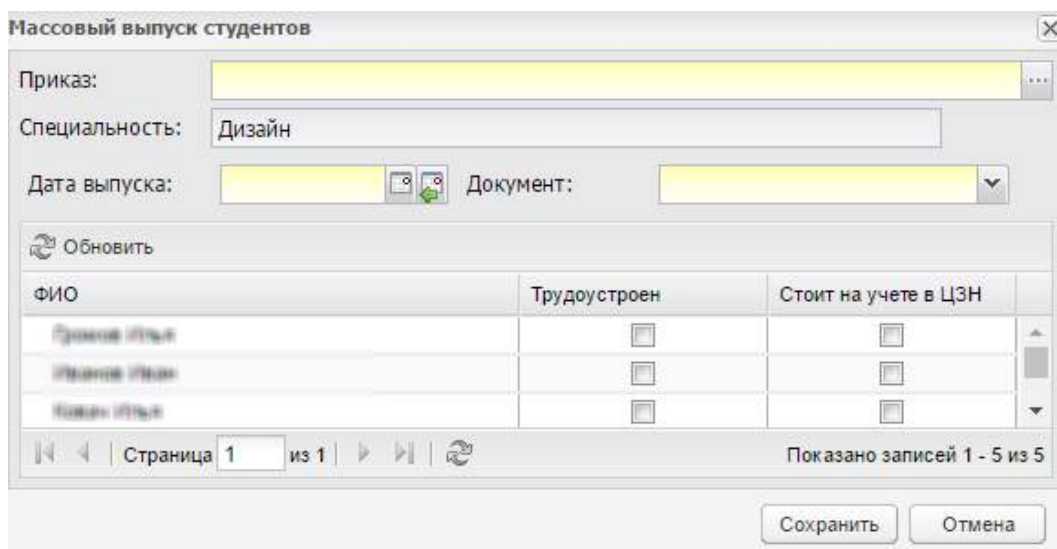 Массовый выпуск студентов
Приказ:
Специальность: Дизайн
Дата выпуска: Документ:
Обновить
ФИО Трудоустроен Стоит на учете в ЦЗН
Страница 1 из 1 Показано записей 1 - 5 из 5
Сохранить Отмена